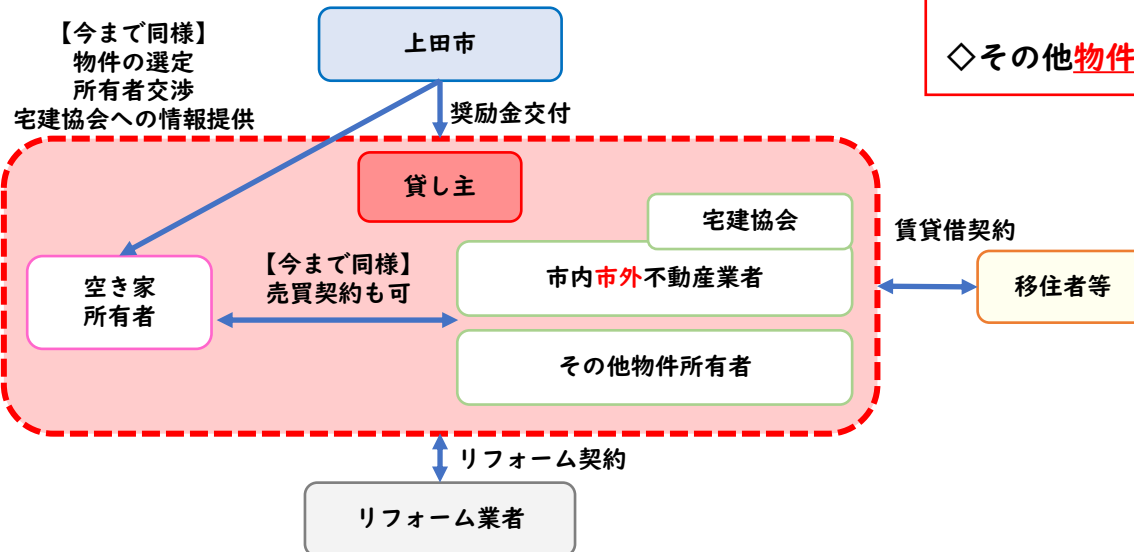 【今まで同様】
物件の選定
所有者交渉
宅建協会への情報提供
上田市
◇その他物件
奨励金交付
貸し主
宅建協会
賃貸借契約
【今まで同様】
売買契約も可
市内市外不動産業者
空き家
所有者
移住者等
その他物件所有者
リフォーム契約
リフォーム業者